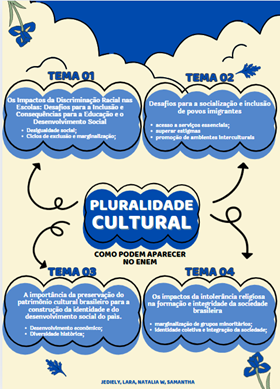 TEMA 01
Os Impactos da Discriminação Racial nas
Escolas: Desafios para a Inclusão e
Consequências para a Educação e o
Desenvolvimento Social
• Desigualdade social;
• Ciclos de exclusão e marginalização;
TEMA 02
Desafios para a socialização e inclusão
de povos imigrantes
• acesso a serviços essenciais;
• superar estigmas
• promoção de ambientes interculturais
PLURALIDADE
CULTURAL
COMO PODEM APARECER
NO ENEM
TEMA 03
A importância da preservação do
patrimônio cultural brasileiro para a
construção da identidade e do
desenvolvimento social do país.
• Desenvolvimento econômico;
• Diversidade histórica;
TEMA 04
Os impactos da intolerância religiosa
na formação e integridade da sociedade
brasileira
• marginalização de grupos minoritários;
• Identidade coletiva e integração da sociedade;
JEDIELY, LARA, NATALIA W, SAMANTHA